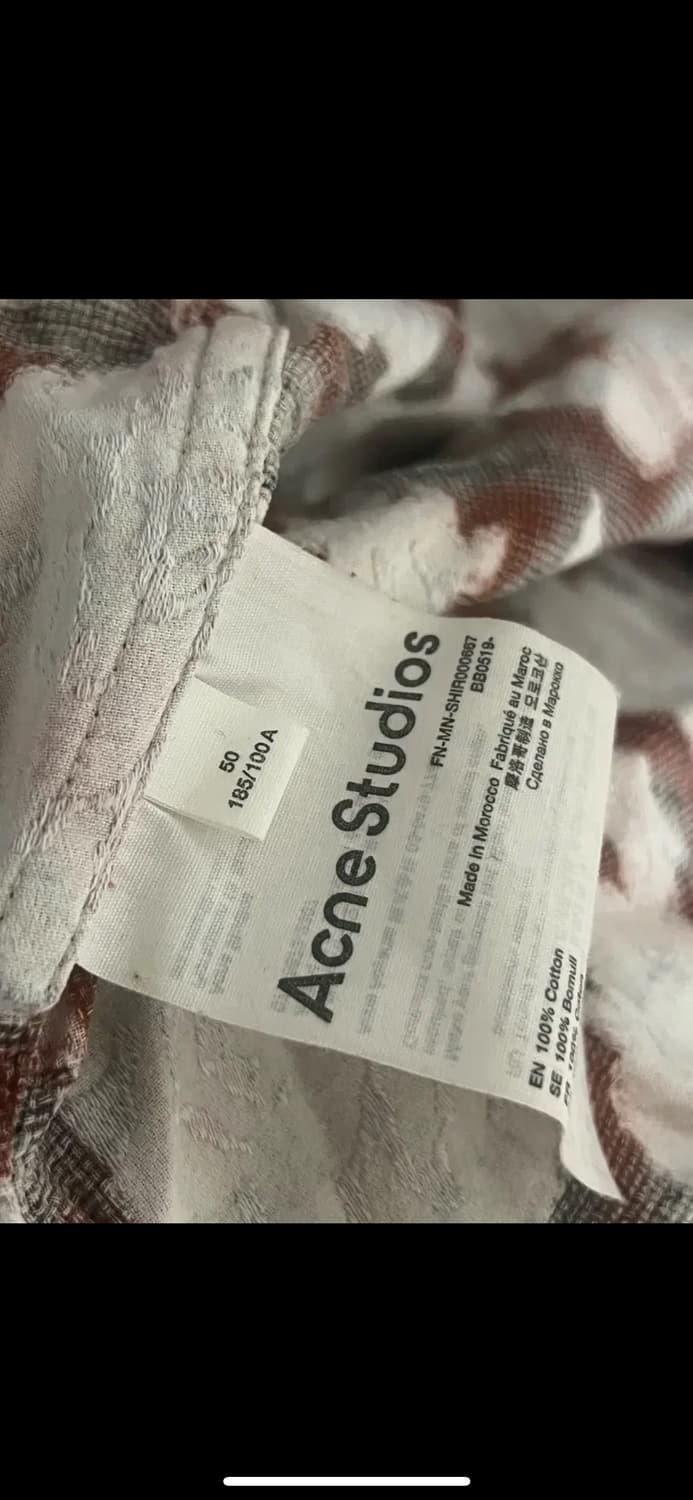 50
185/100A
Acne Studios
FN-MN-SHIR000667
BB0519-
Made in Morocco Fabriqué au Maroc
摩洛哥制造 모로코산
Сделано в Марокко
EN 100% Cotton
SE 100% Bomull